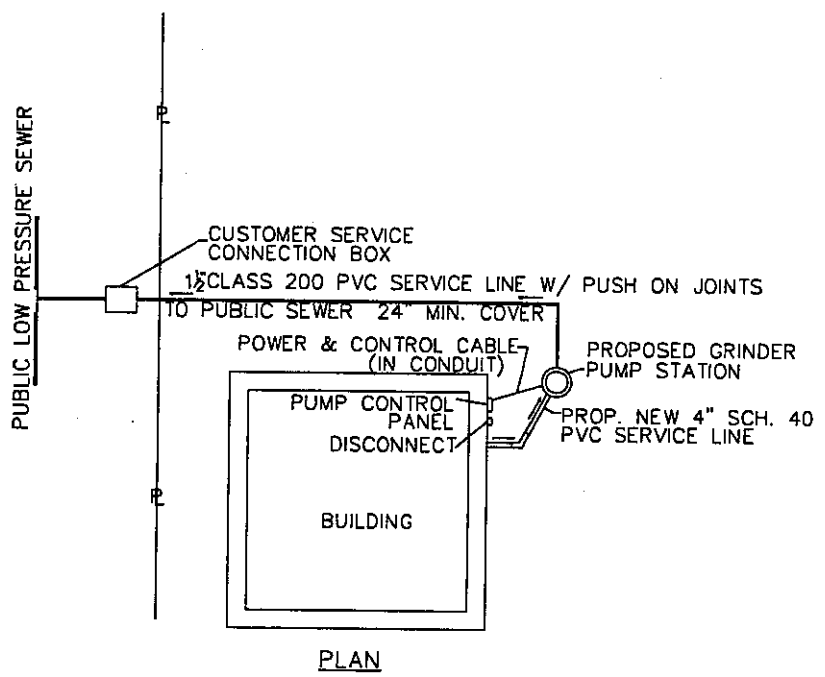 PUBLIC LOW PRESSURE SEWER
PL
CUSTOMER SERVICE
CONNECTION BOX
1½" CLASS 200 PVC SERVICE LINE W/ PUSH ON JOINTS
TO PUBLIC SEWER 24" MIN. COVER
POWER & CONTROL CABLE
(IN CONDUIT)
PROPOSED GRINDER
PUMP STATION
PUMP CONTROL
PANEL
DISCONNECT
PROP. NEW 4" SCH. 40
PVC SERVICE LINE
PL
BUILDING
PLAN